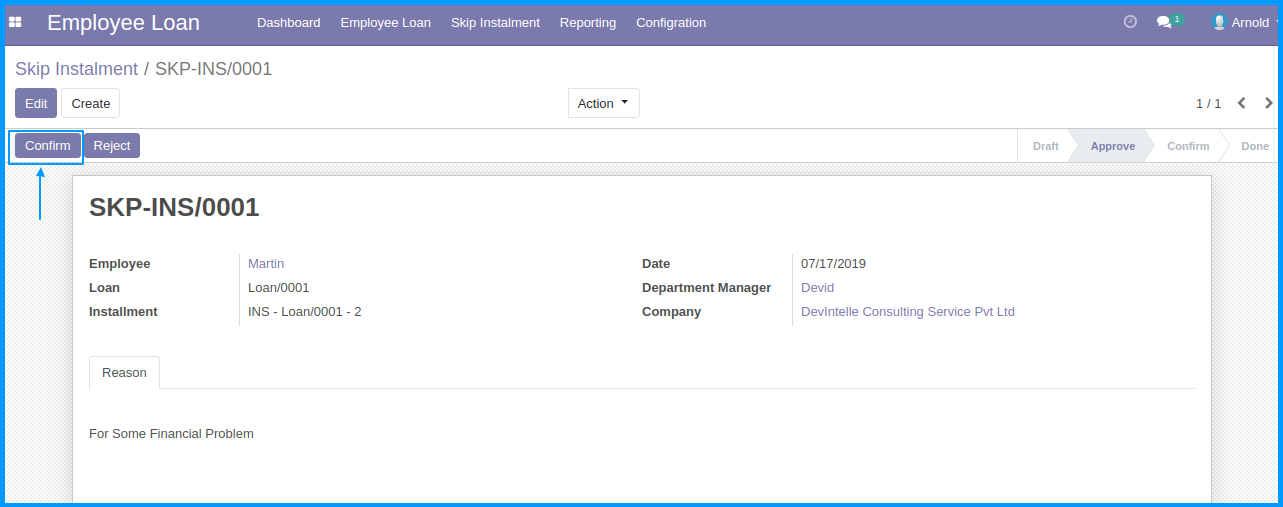 Employee Loan Dashboard Employee Loan Skip Instalment Reporting Configration 1 Arnold
Skip Instalment / SKP-INS/0001
Edit Create Action 1 / 1
Confirm Reject Draft Approve Confirm Done
SKP-INS/0001
Employee Martin Date 07/17/2019
Loan Loan/0001 Department Manager Devid
Installment INS - Loan/0001 - 2 Company DevIntelle Consulting Service Pvt Ltd
Reason
For Some Financial Problem